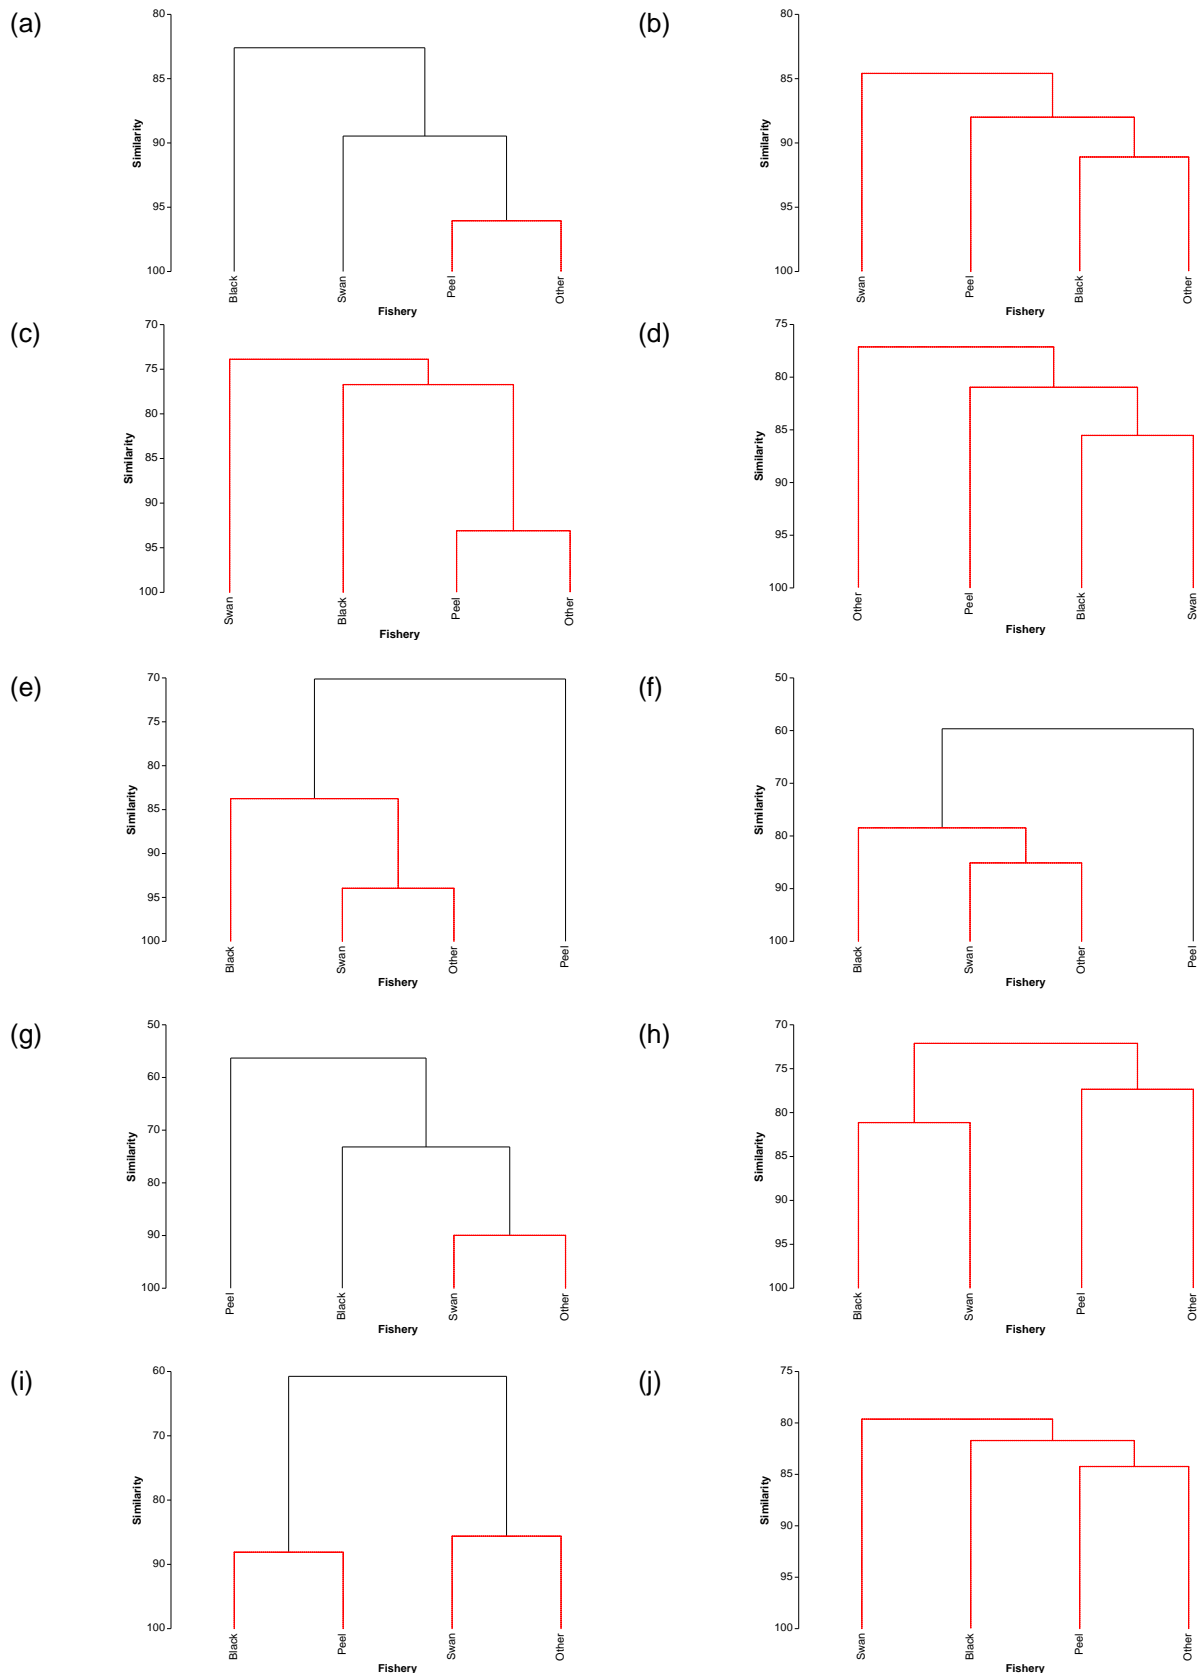 (a)
80
85
90
95
100
Similarity
Black
Swan
Peel
Other
Fishery
(b)
80
85
90
95
100
Similarity
Swan
Peel
Black
Other
Fishery
(c)
70
75
80
85
90
95
100
Similarity
Swan
Black
Peel
Other
Fishery
(d)
75
80
85
90
95
100
Similarity
Other
Peel
Black
Swan
Fishery
(e)
70
75
80
85
90
95
100
Similarity
Black
Swan
Other
Peel
Fishery
(f)
50
60
70
80
90
100
Similarity
Black
Swan
Other
Peel
Fishery
(g)
50
60
70
80
90
100
Similarity
Peel
Black
Swan
Other
Fishery
(h)
70
75
80
85
90
95
100
Similarity
Black
Swan
Peel
Other
Fishery
(i)
60
70
80
90
100
Similarity
Black
Peel
Swan
Other
Fishery
(j)
75
80
85
90
95
100
Similarity
Swan
Black
Peel
Other
Fishery